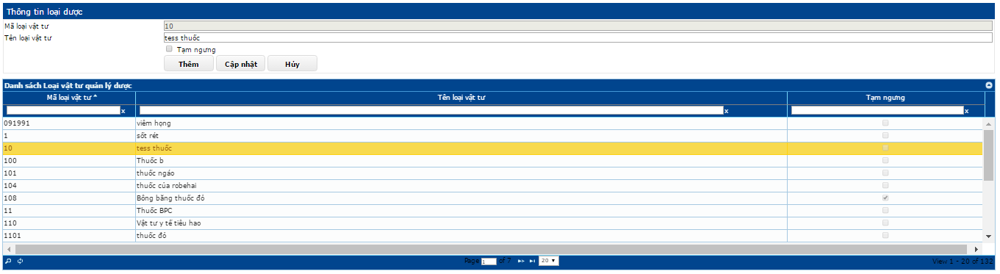 Thông tin loại dược
Mã loại vật tư 10
Tên loại vật tư tess thuốc
Tạm ngưng
Thêm Cập nhật Hủy
Danh sách Loại vật tư quản lý dược
Mã loại vật tư Tên loại vật tư Tạm ngưng
x x x
091991 viêm họng
1 sốt rét
10 tess thuốc
100 Thuốc b
101 thuốc ngáo
104 thuốc của robehai
108 Bông băng thuốc đỏ
11 Thuốc BPC
110 Vật tư y tế tiêu hao
1101 thuốc đỏ
Page 1 of 7 20 View 1 - 20 of 132